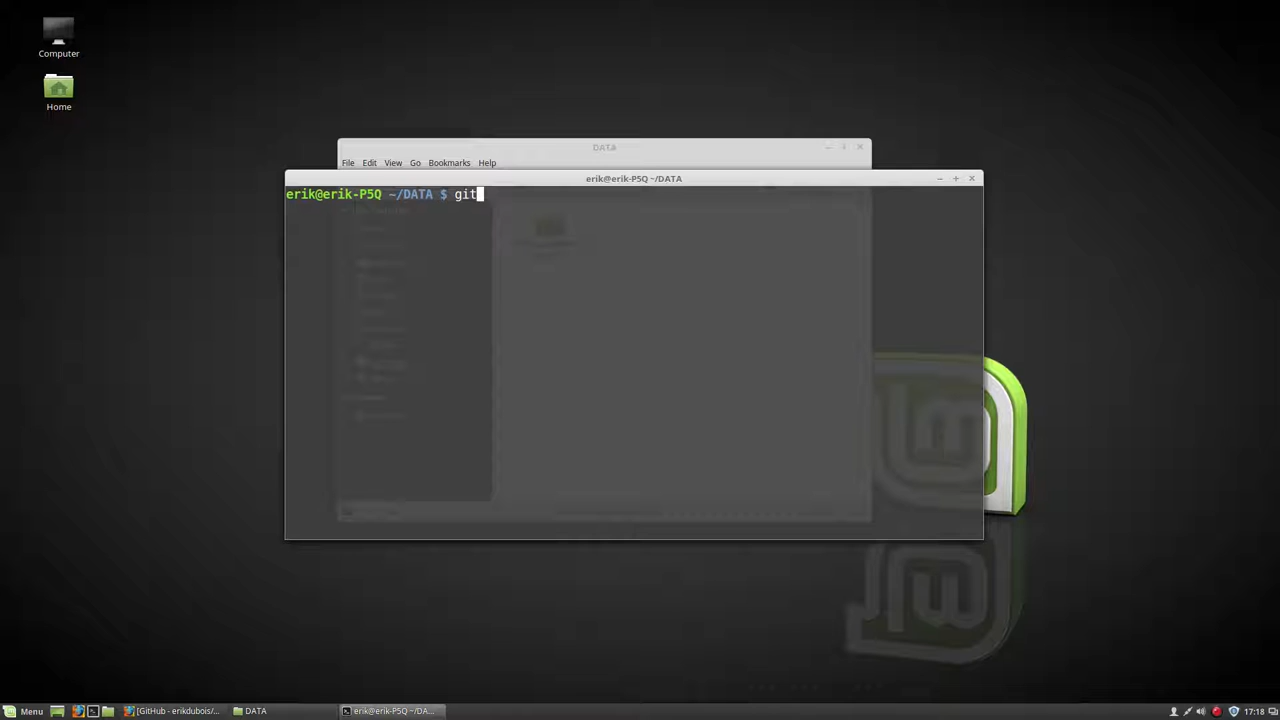 Computer
Home
DATA
File Edit View Go Bookmarks Help
erik@erik-P5Q ~/DATA
erik@erik-P5Q ~/DATA $ git
Menu
[GitHub - erikdubois/...
DATA
erik@erik-P5Q ~/DA...
17:18